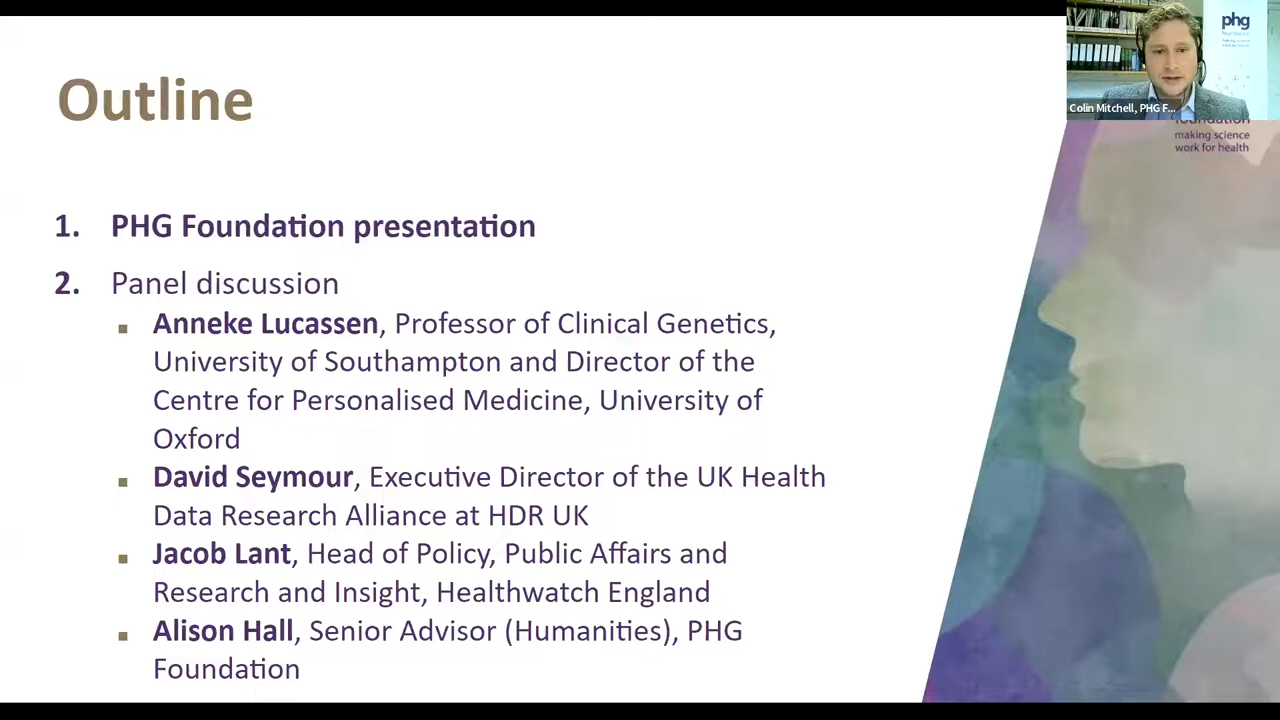 Outline
1. PHG Foundation presentation
2. Panel discussion
▪ Anneke Lucassen, Professor of Clinical Genetics,
University of Southampton and Director of the
Centre for Personalised Medicine, University of
Oxford
▪ David Seymour, Executive Director of the UK Health
Data Research Alliance at HDR UK
▪ Jacob Lant, Head of Policy, Public Affairs and
Research and Insight, Healthwatch England
▪ Alison Hall, Senior Advisor (Humanities), PHG
Foundation
phg
Colin Mitchell, PHG F...
foundation
making science
work for health